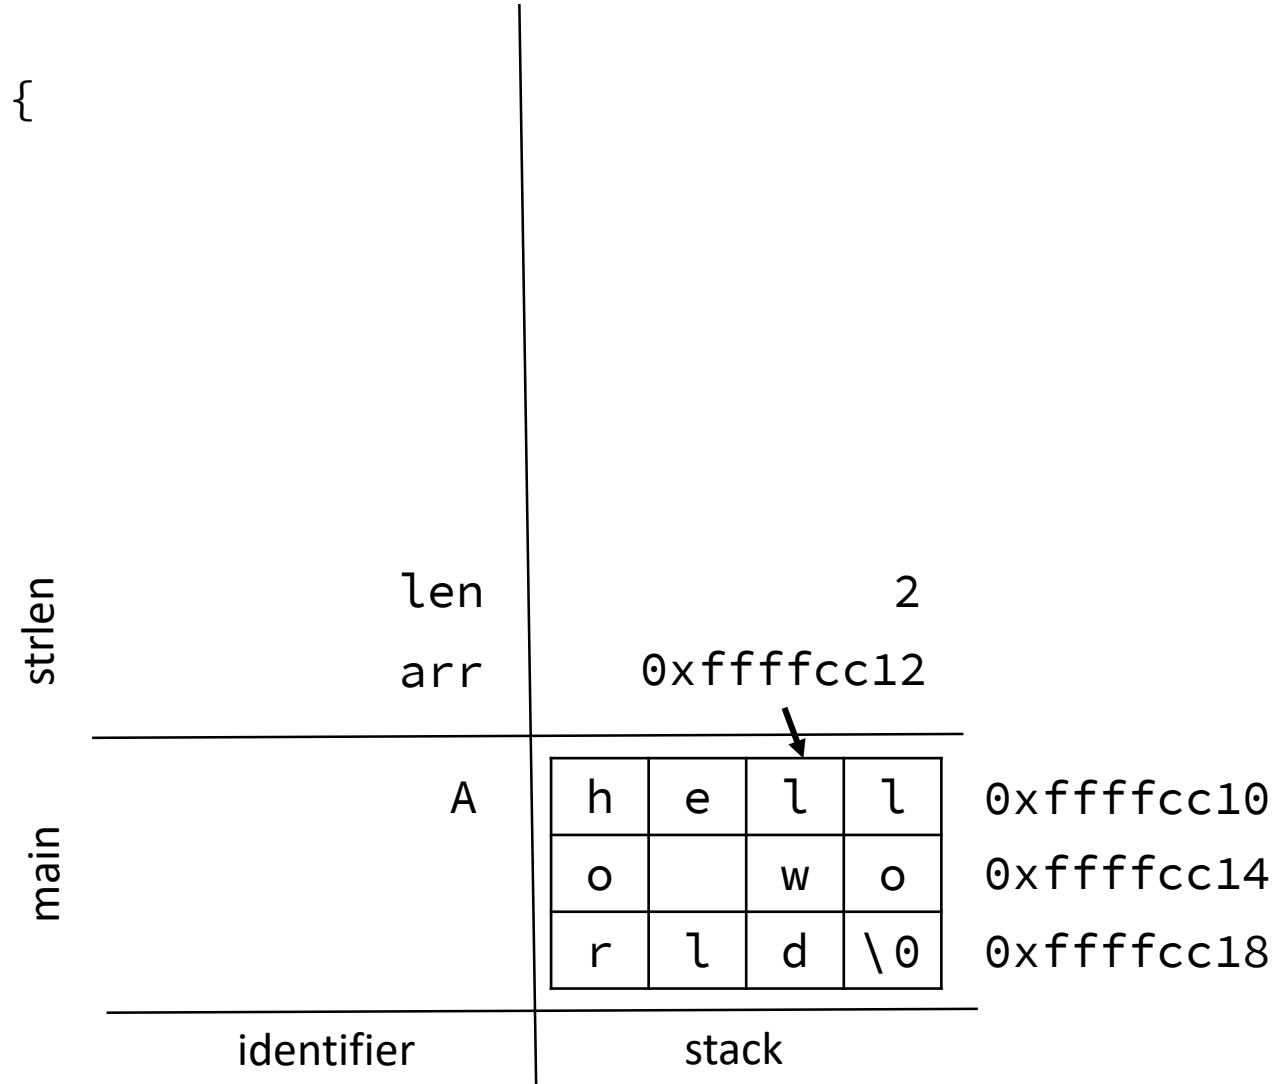 {
strlen
len 2
arr 0xffffcc12
main
A h e l l 0xffffcc10
o w o 0xffffcc14
r l d \0 0xffffcc18
identifier stack